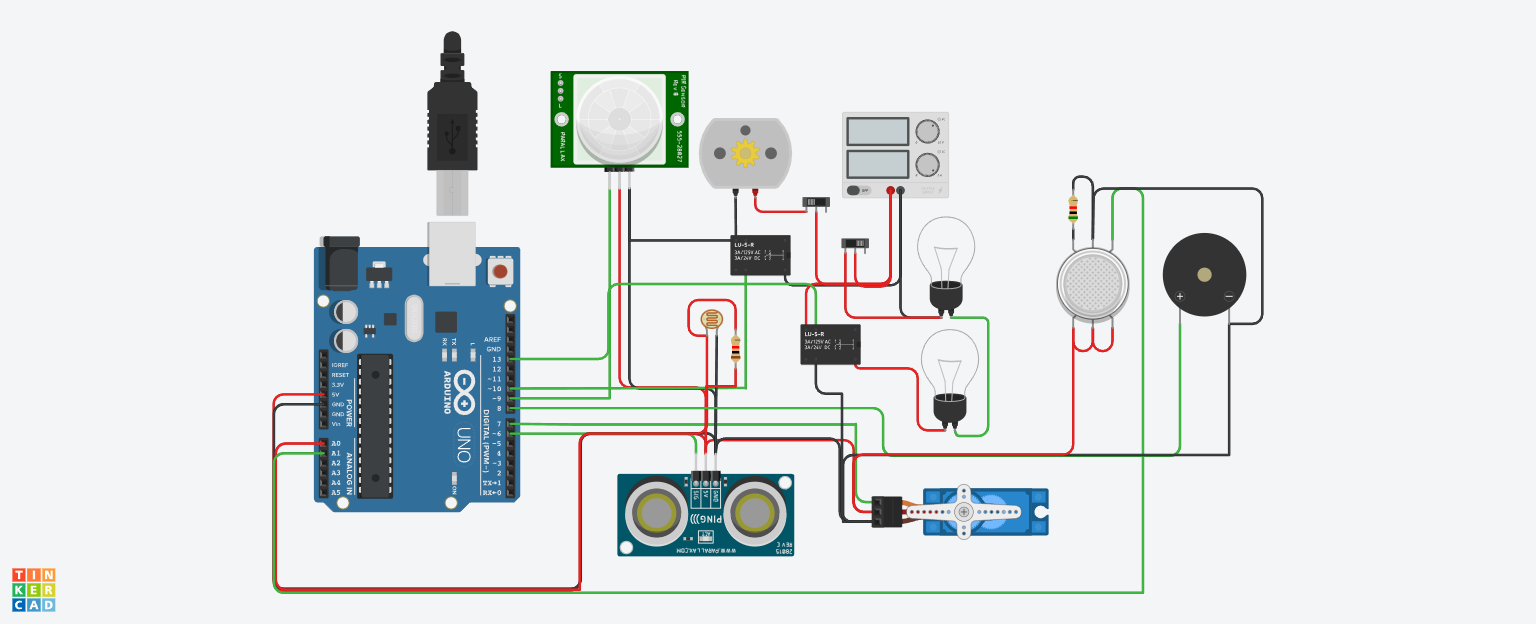 PIR Sensor
Rev B
PARALLAX
555-28027
LU-5-R
3A/125V AC
3A/24V DC
LU-5-R
3A/125V AC
3A/24V DC
IOREF
RESET
3.3V
5V
GND
GND
Vin
POWER
A0
A1
A2
A3
A4
A5
ANALOG IN
RX
TX
L
ARDUINO
UNO
ON
AREF
GND
13
12
~11
~10
~9
8
7
~6
~5
4
~3
2
TX→1
RX←0
DIGITAL (PWM~)
SIG
5V
GND
PING)))
WWW.PARALLAX.COM
28015
REV C
+
−
TIN
KER
CAD